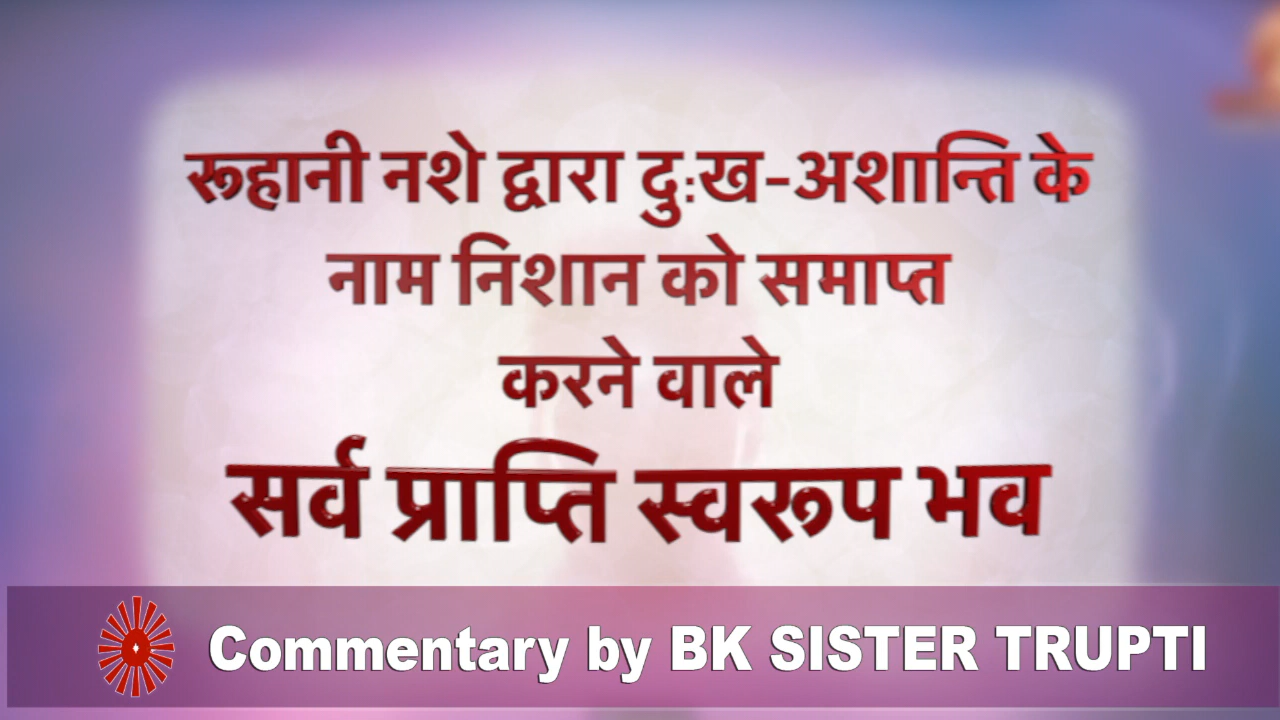 रूहानी नशे द्वारा दु:ख-अशान्ति के
नाम निशान को समाप्त
करने वाले
सर्व प्राप्ति स्वरूप भव
Commentary by BK SISTER TRUPTI